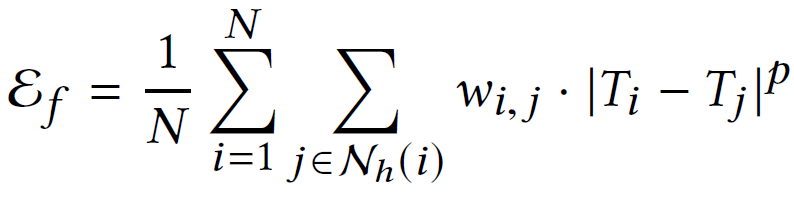 $\mathcal{E}_f = \frac{1}{N} \sum_{i=1}^{N} \sum_{j \in \mathcal{N}_h(i)} w_{i,j} \cdot |T_i - T_j|^p$